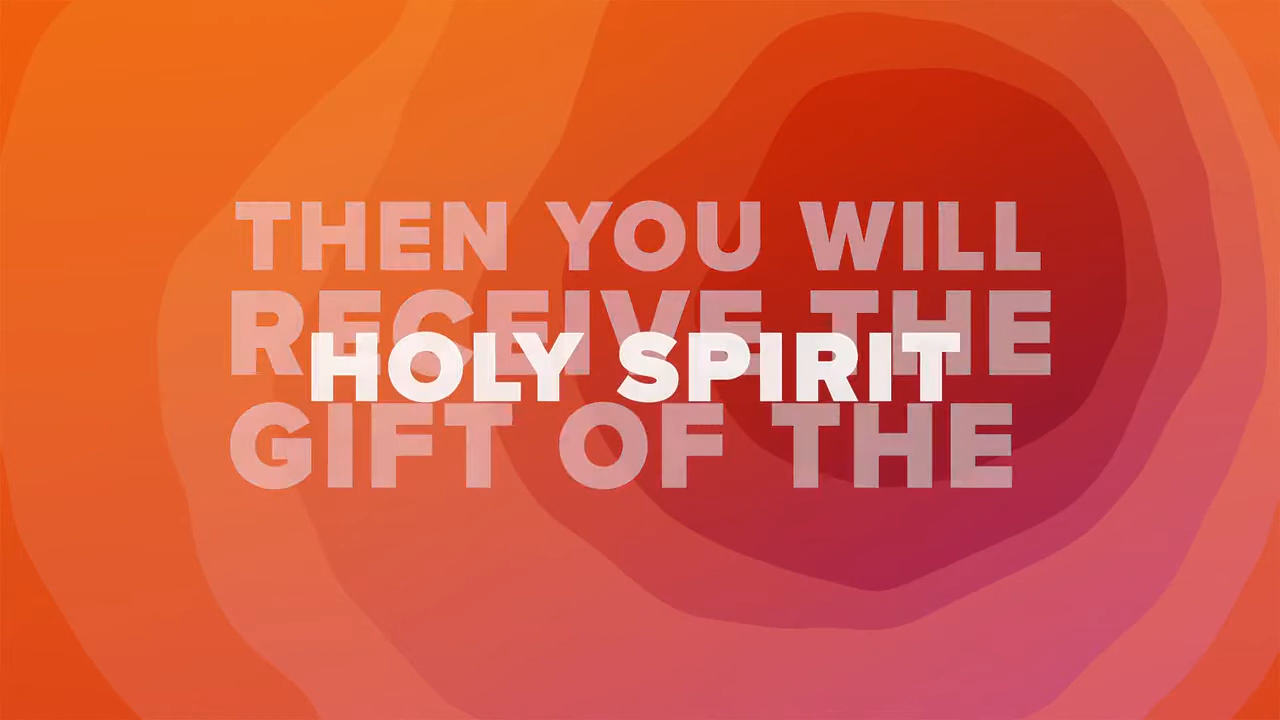 THEN YOU WILL
RECEIVE THE
HOLY SPIRIT
GIFT OF THE